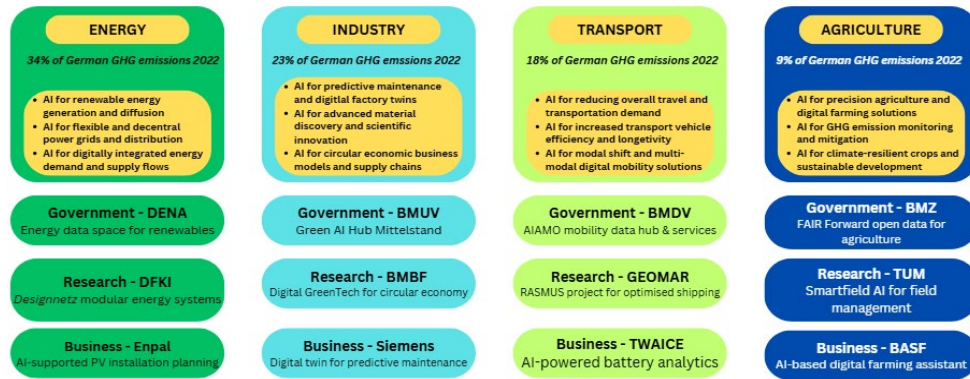 ENERGY
34% of German GHG emissions 2022
• AI for renewable energy
generation and diffusion
• AI for flexible and decentral
power grids and distribution
• AI for digitally integrated energy
demand and supply flows
Government - DENA
Energy data space for renewables
Research - DFKI
Designnetz modular energy systems
Business - Enpal
AI-supported PV installation planning
INDUSTRY
23% of German GHG emissions 2022
• AI for predictive maintenance
and digitlal factory twins
• AI for advanced material
discovery and scientific
innovation
• AI for circular economic business
models and supply chains
Government - BMUV
Green AI Hub Mittelstand
Research - BMBF
Digital GreenTech for circular economy
Business - Siemens
Digital twin for predictive maintenance
TRANSPORT
18% of German GHG emissions 2022
• AI for reducing overall travel and
transportation demand
• AI for increased transport vehicle
efficiency and longetivity
• AI for modal shift and multi-
modal digital mobility solutions
Government - BMDV
AIAMO mobility data hub & services
Research - GEOMAR
RASMUS project for optimised shipping
Business - TWAICE
AI-powered battery analytics
AGRICULTURE
9% of German GHG emissions 2022
• AI for precision agriculture and
digital farming solutions
• AI for GHG emission monitoring
and mitigation
• AI for climate-resilient crops and
sustainable development
Government - BMZ
FAIR Forward open data for
agriculture
Research - TUM
Smartfield AI for field
management
Business - BASF
AI-based digital farming assistant